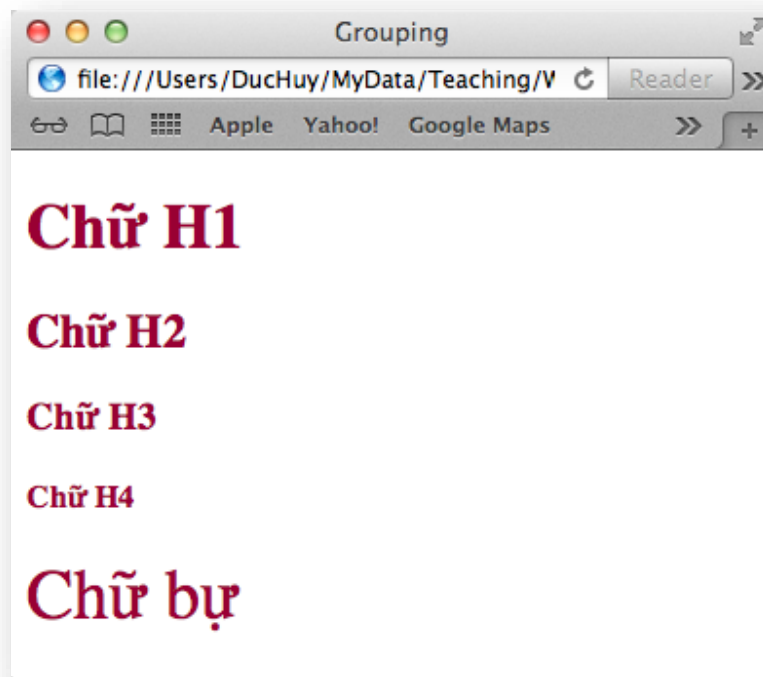 Grouping
file:///Users/DucHuy/MyData/Teaching/W Reader
Apple Yahoo! Google Maps
Chữ H1
Chữ H2
Chữ H3
Chữ H4
Chữ bự